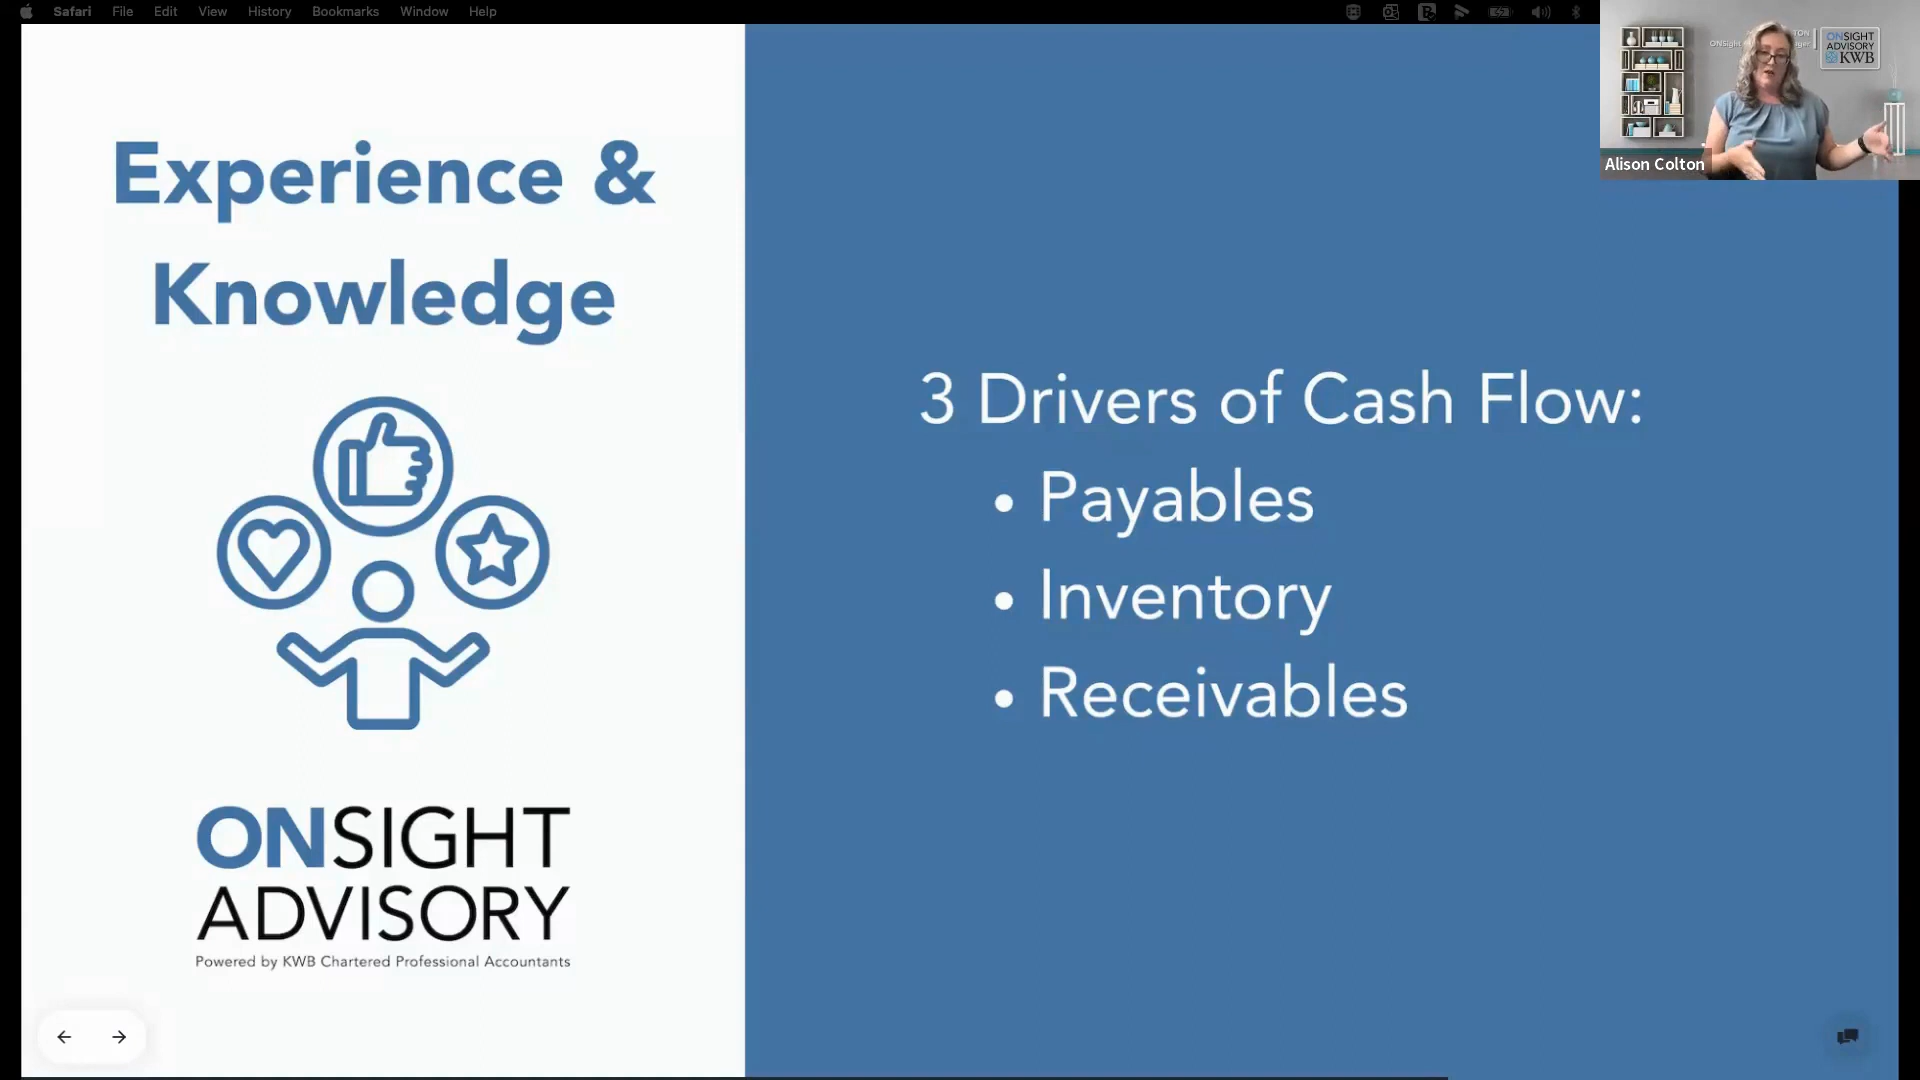 Safari File Edit View History Bookmarks Window Help
Experience &
Knowledge
ONSIGHT
ADVISORY
Powered by KWB Chartered Professional Accountants
3 Drivers of Cash Flow:
• Payables
• Inventory
• Receivables
ONSIGHT
ADVISORY
KWB
Alison Colton